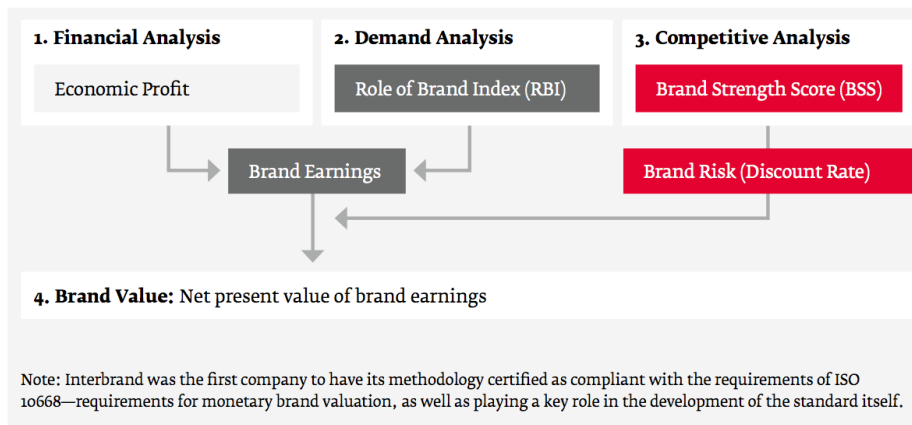 1. Financial Analysis
Economic Profit
2. Demand Analysis
Role of Brand Index (RBI)
3. Competitive Analysis
Brand Strength Score (BSS)
Brand Earnings
Brand Risk (Discount Rate)
4. Brand Value: Net present value of brand earnings
Note: Interbrand was the first company to have its methodology certified as compliant with the requirements of ISO
10668—requirements for monetary brand valuation, as well as playing a key role in the development of the standard itself.